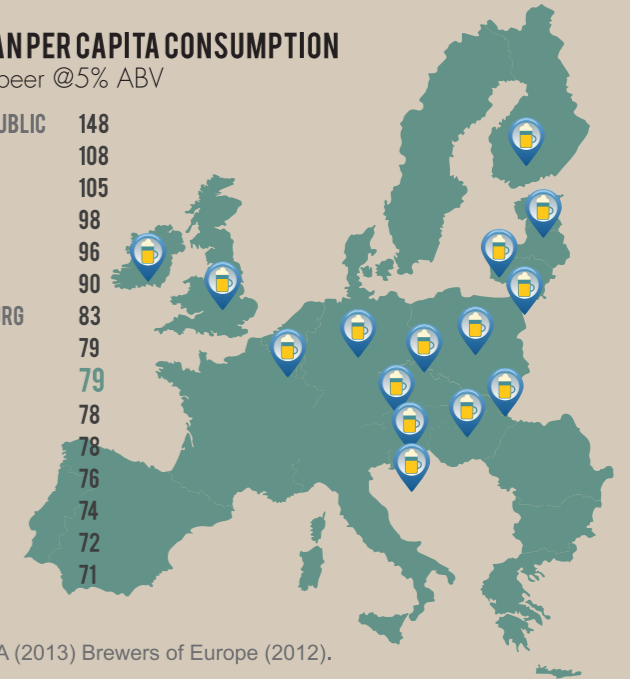 AN PER CAPITA CONSUMPTION
beer @5% ABV
UBLIC 148
108
105
98
96
90
RG 83
79
79
78
78
76
74
72
71
A (2013) Brewers of Europe (2012).